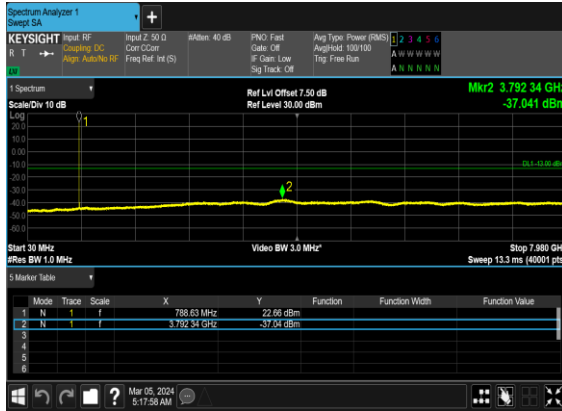 Spectrum Analyzer 1
Swept SA
+
KEYSIGHT Input: RF Input Z: 50 Ω #Atten: 40 dB PNO: Fast Avg Type: Power (RMS) 1 2 3 4 5 6
R T Coupling: DC Corr CCorr Gate: Off Avg|Hold: 100/100 A W W W W W
Align: Auto/No RF Freq Ref: Int (S) IF Gain: Low Trig: Free Run
LU Sig Track: Off A N N N N N
1 Spectrum Ref Lvl Offset 7.50 dB Mkr2 3.792 34 GHz
Scale/Div 10 dB Ref Level 30.00 dBm -37.041 dBm
Log
20.0
10.0
0.00
-10.0 DL1 -13.00 dBm
-20.0
-30.0
-40.0
-50.0
-60.0
1
2
Start 30 MHz Video BW 3.0 MHz* Stop 7.980 GHz
#Res BW 1.0 MHz Sweep 13.3 ms (40001 pts)
5 Marker Table
Mode Trace Scale X Y Function Function Width Function Value
1 N 1 f 788.63 MHz 22.66 dBm
2 N 1 f 3.792 34 GHz -37.04 dBm
3
4
5
6
? Mar 05, 2024
5:17:58 AM